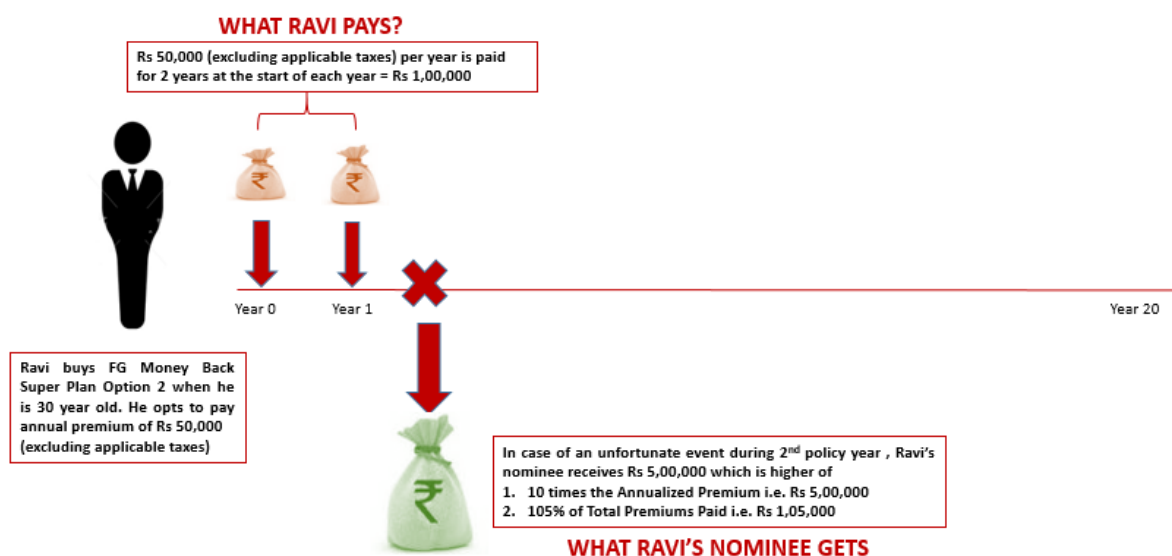 WHAT RAVI PAYS?
Rs 50,000 (excluding applicable taxes) per year is paid
for 2 years at the start of each year = Rs 1,00,000
₹ ₹
Year 0 Year 1 Year 20
Ravi buys FG Money Back
Super Plan Option 2 when he
is 30 year old. He opts to pay
annual premium of Rs 50,000
(excluding applicable taxes)
₹
In case of an unfortunate event during 2nd policy year , Ravi's
nominee receives Rs 5,00,000 which is higher of
1. 10 times the Annualized Premium i.e. Rs 5,00,000
2. 105% of Total Premiums Paid i.e. Rs 1,05,000
WHAT RAVI'S NOMINEE GETS